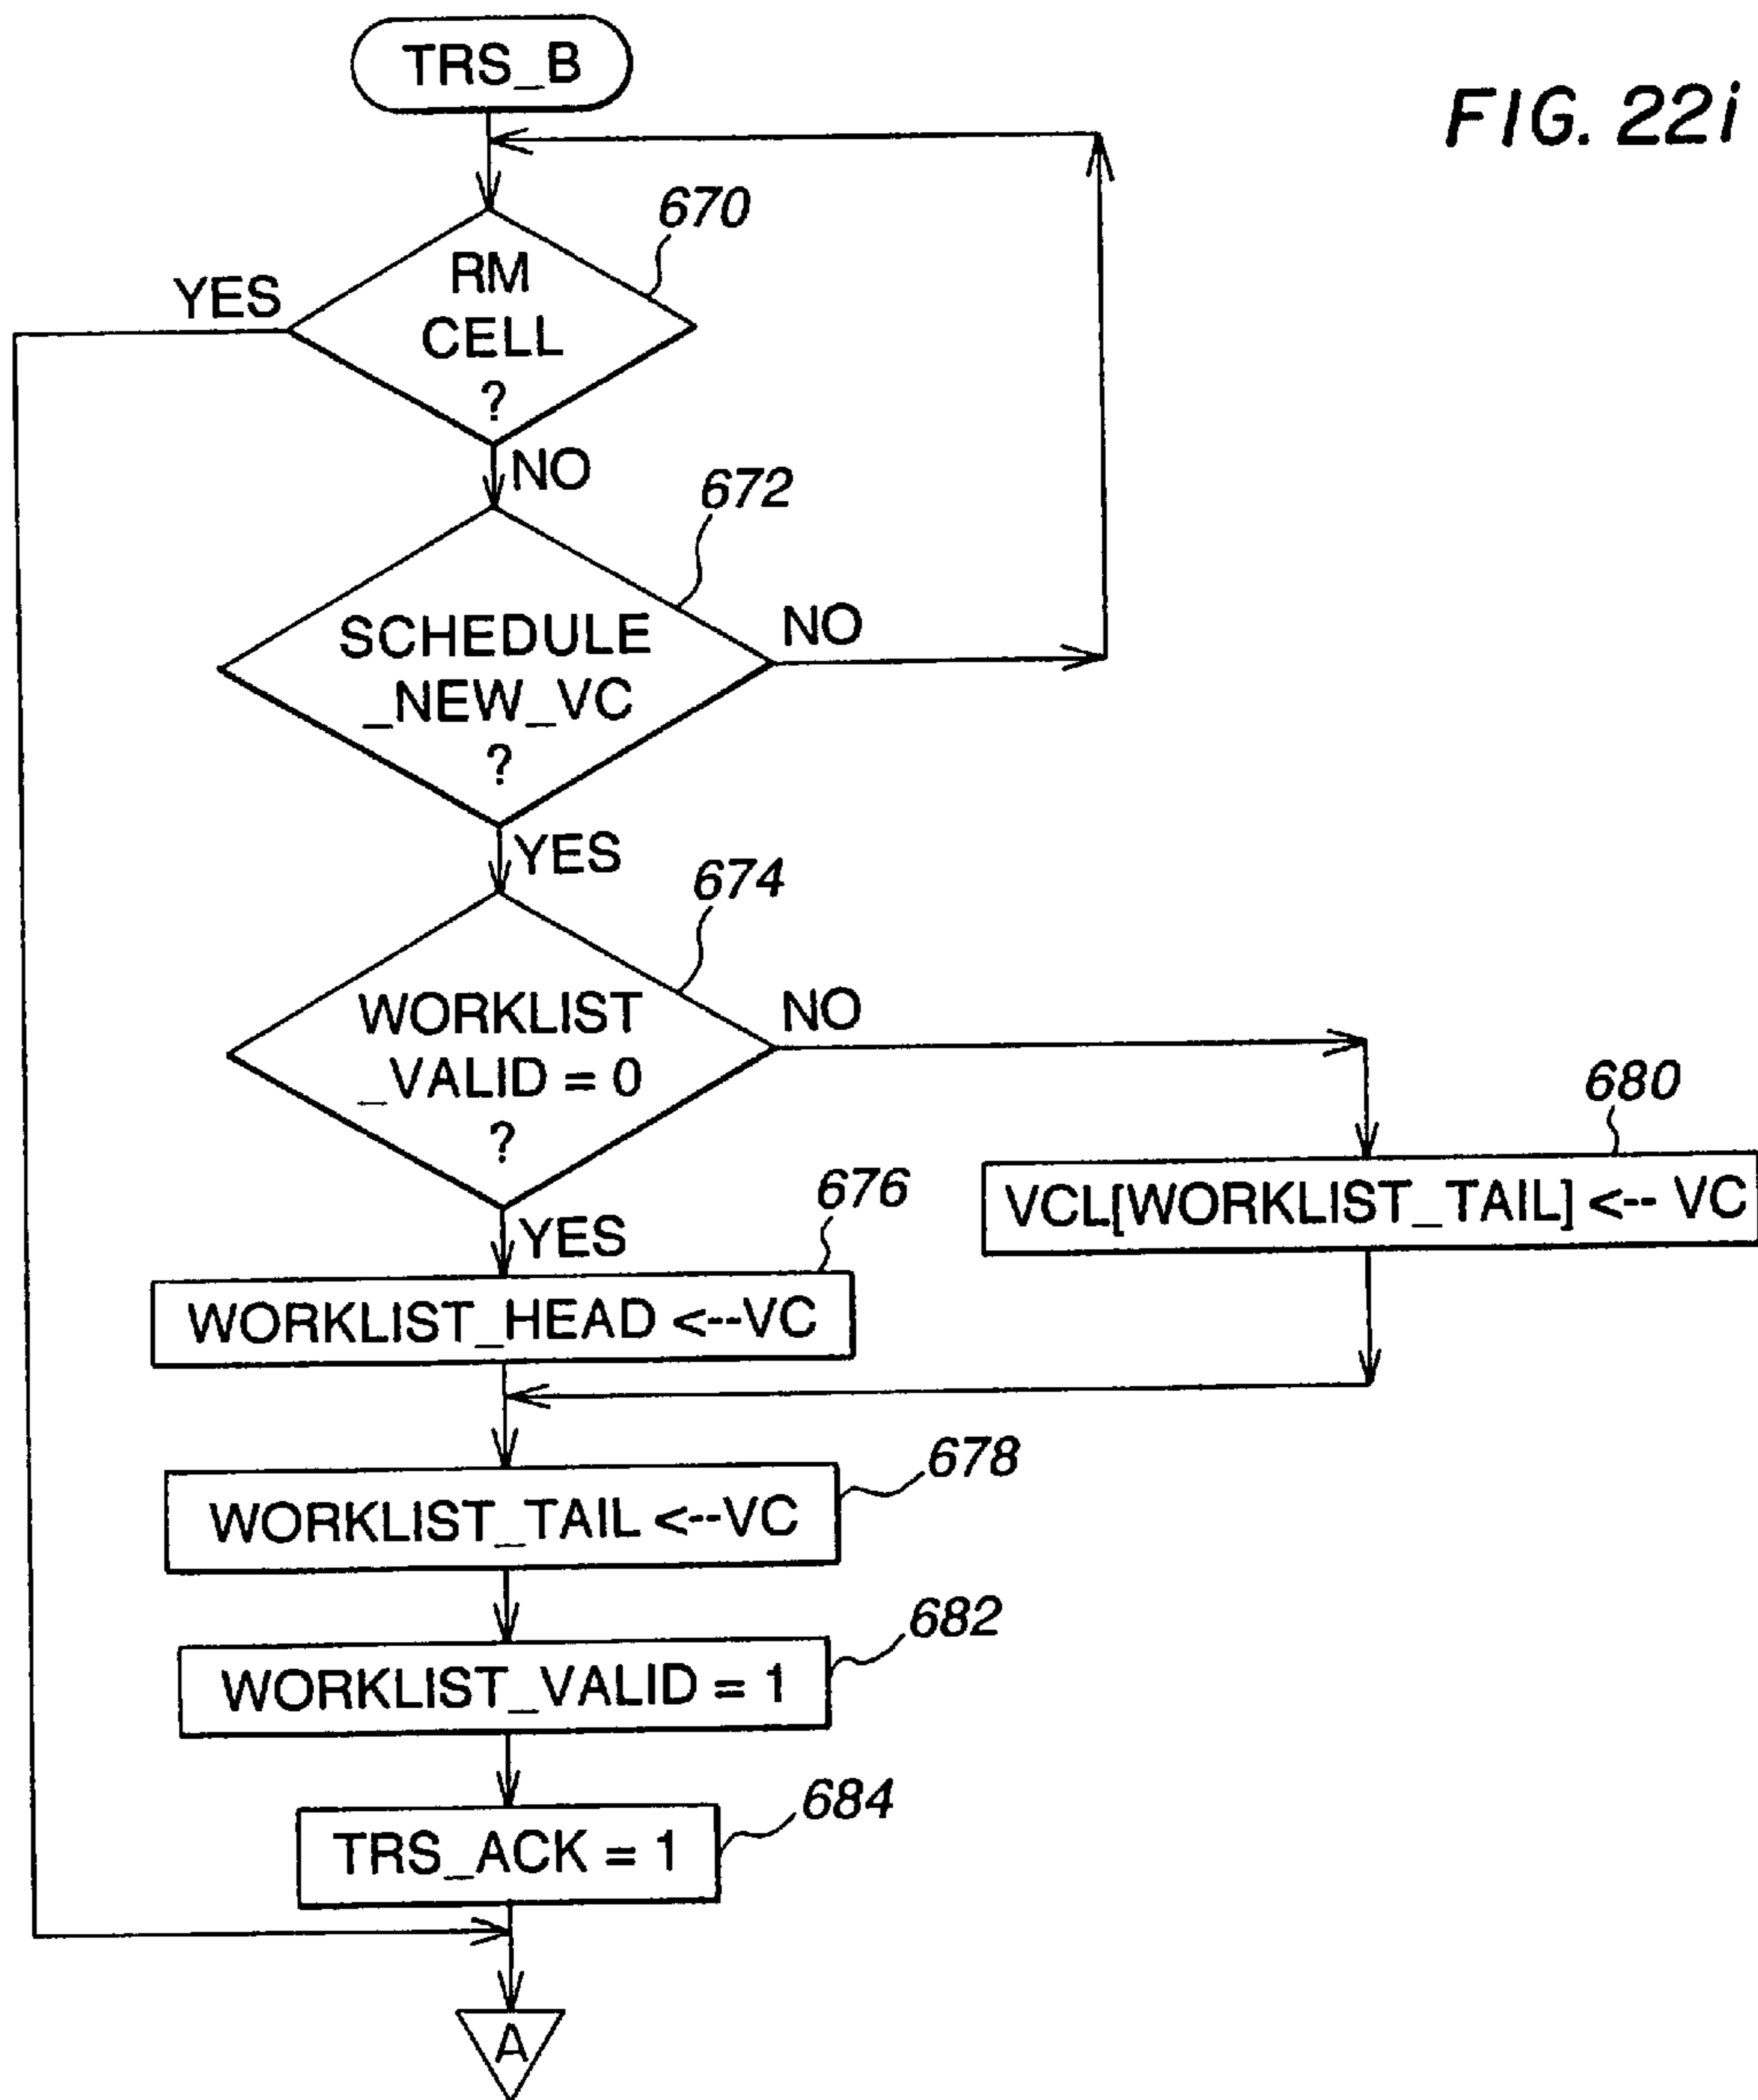 TRS_B
FIG. 22i
670
RM
CELL
?
YES
NO
672
SCHEDULE
_NEW_VC
?
NO
YES
674
WORKLIST
_VALID = 0
?
NO
YES
680
VCL[WORKLIST_TAIL] <-- VC
676
WORKLIST_HEAD <--VC
678
WORKLIST_TAIL <--VC
682
WORKLIST_VALID = 1
684
TRS_ACK = 1
A